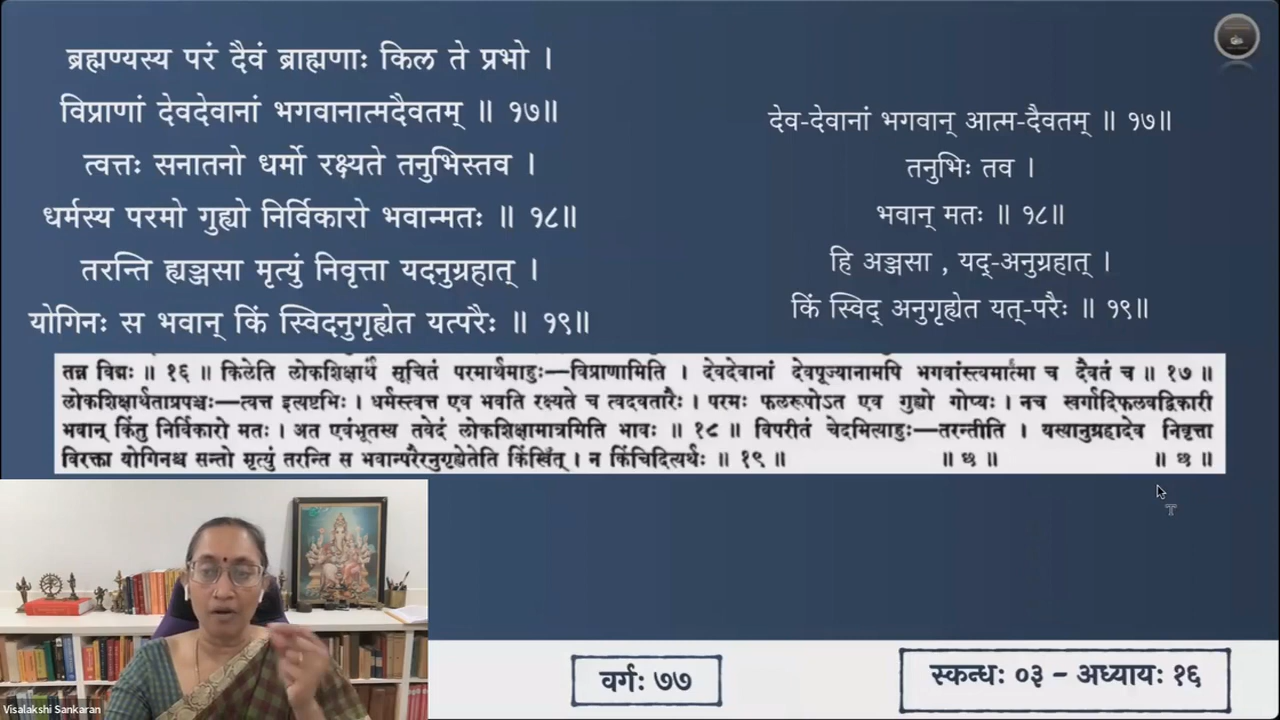 ब्रह्मण्यस्य परं दैवं ब्राह्मणाः किल ते प्रभो ।
विप्राणां देवदेवानां भगवानात्मदैवतम् ॥ १७॥
त्वत्तः सनातनो धर्मो रक्ष्यते तनुभिस्तव ।
धर्मस्य परमो गुह्यो निर्विकारो भवान्मतः ॥ १८॥
तरन्ति ह्यञ्जसा मृत्युं निवृत्ता यदनुग्रहात् ।
योगिनः स भवान् किं स्विदनुगृह्येत यत्परैः ॥ १९॥
देव-देवानां भगवान् आत्म-दैवतम् ॥ १७॥
तनुभिः तव ।
भवान् मतः ॥ १८॥
हि अञ्जसा , यद्-अनुग्रहात् ।
किं स्विद् अनुगृह्येत यत्-परैः ॥ १९॥
तन्न विद्मः ॥ १६ ॥ किलेति लोकशिक्षार्थं सूचितं परमार्थमाहुः—विप्राणामिति । देवदेवानां देवपूज्यानामपि भगवांस्त्वमात्मा च दैवतं च ॥ १७ ॥
लोकशिक्षार्थताप्रपञ्चः—त्वत्त इत्यष्टभिः । धर्मस्त्वत्त एव भवति रक्ष्यते च त्वदवतारैः । परमः फलरूपोऽत एव गुह्यो गोप्यः । नच स्वर्गादिफलवद्विकारी
भवान् किंतु निर्विकारो मतः । अत एवंभूतस्य तवेदं लोकशिक्षामात्रमिति भावः ॥ १८ ॥ विपरीतं चेदमित्याहुः—तरन्तीति । यस्यानुग्रहादेव निवृत्ता
विरक्ता योगिनश्च सन्तो मृत्युं तरन्ति स भवान्परैरनुगृह्येतेति किंस्वित् । न किंचिदित्यर्थः ॥ १९ ॥ ॥ छ ॥ ॥ छ ॥
Visalakshi Sankaran
वर्गः ७७
स्कन्धः ०३ – अध्यायः १६